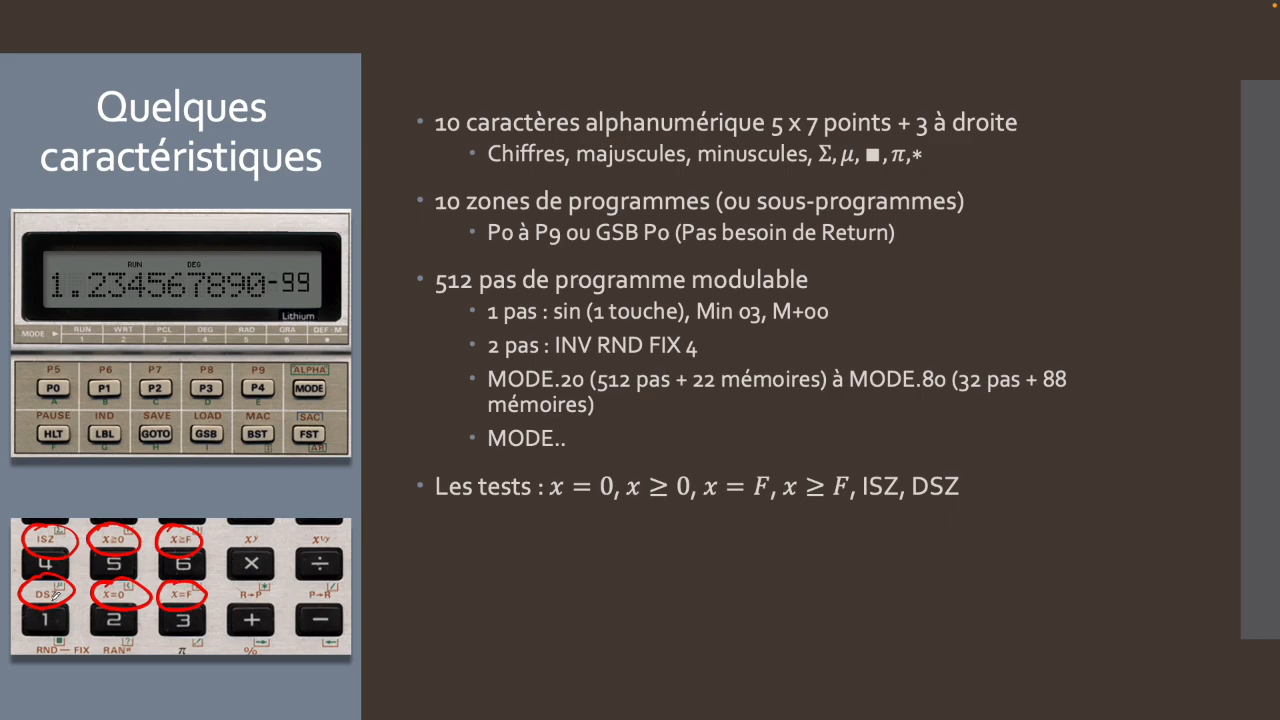 Quelques
caractéristiques
RUN DEG
1.234567890-99
Lithium
MODE ► RUN WRT PCL DEG RAD GRA DEF-M
1 2 3 4 5 6 ●
P5 P6 P7 P8 P9 ALPHA
P0 P1 P2 P3 P4 MODE
A B C D E
PAUSE IND SAVE LOAD MAC SAC
HLT LBL GOTO GSB BST FST
F G H I
ISZ x≥0 x≥F xʸ x^1/y
4 5 6 × ÷
DSZ x=0 x=F R→P P→R
1 2 3 + −
RND — FIX RAN# π %
• 10 caractères alphanumérique 5 x 7 points + 3 à droite
• Chiffres, majuscules, minuscules, Σ, μ, ■, π,*
• 10 zones de programmes (ou sous-programmes)
• P0 à P9 ou GSB P0 (Pas besoin de Return)
• 512 pas de programme modulable
• 1 pas : sin (1 touche), Min 03, M+00
• 2 pas : INV RND FIX 4
• MODE.20 (512 pas + 22 mémoires) à MODE.80 (32 pas + 88
mémoires)
• MODE..
• Les tests : x = 0, x ≥ 0, x = F, x ≥ F, ISZ, DSZ